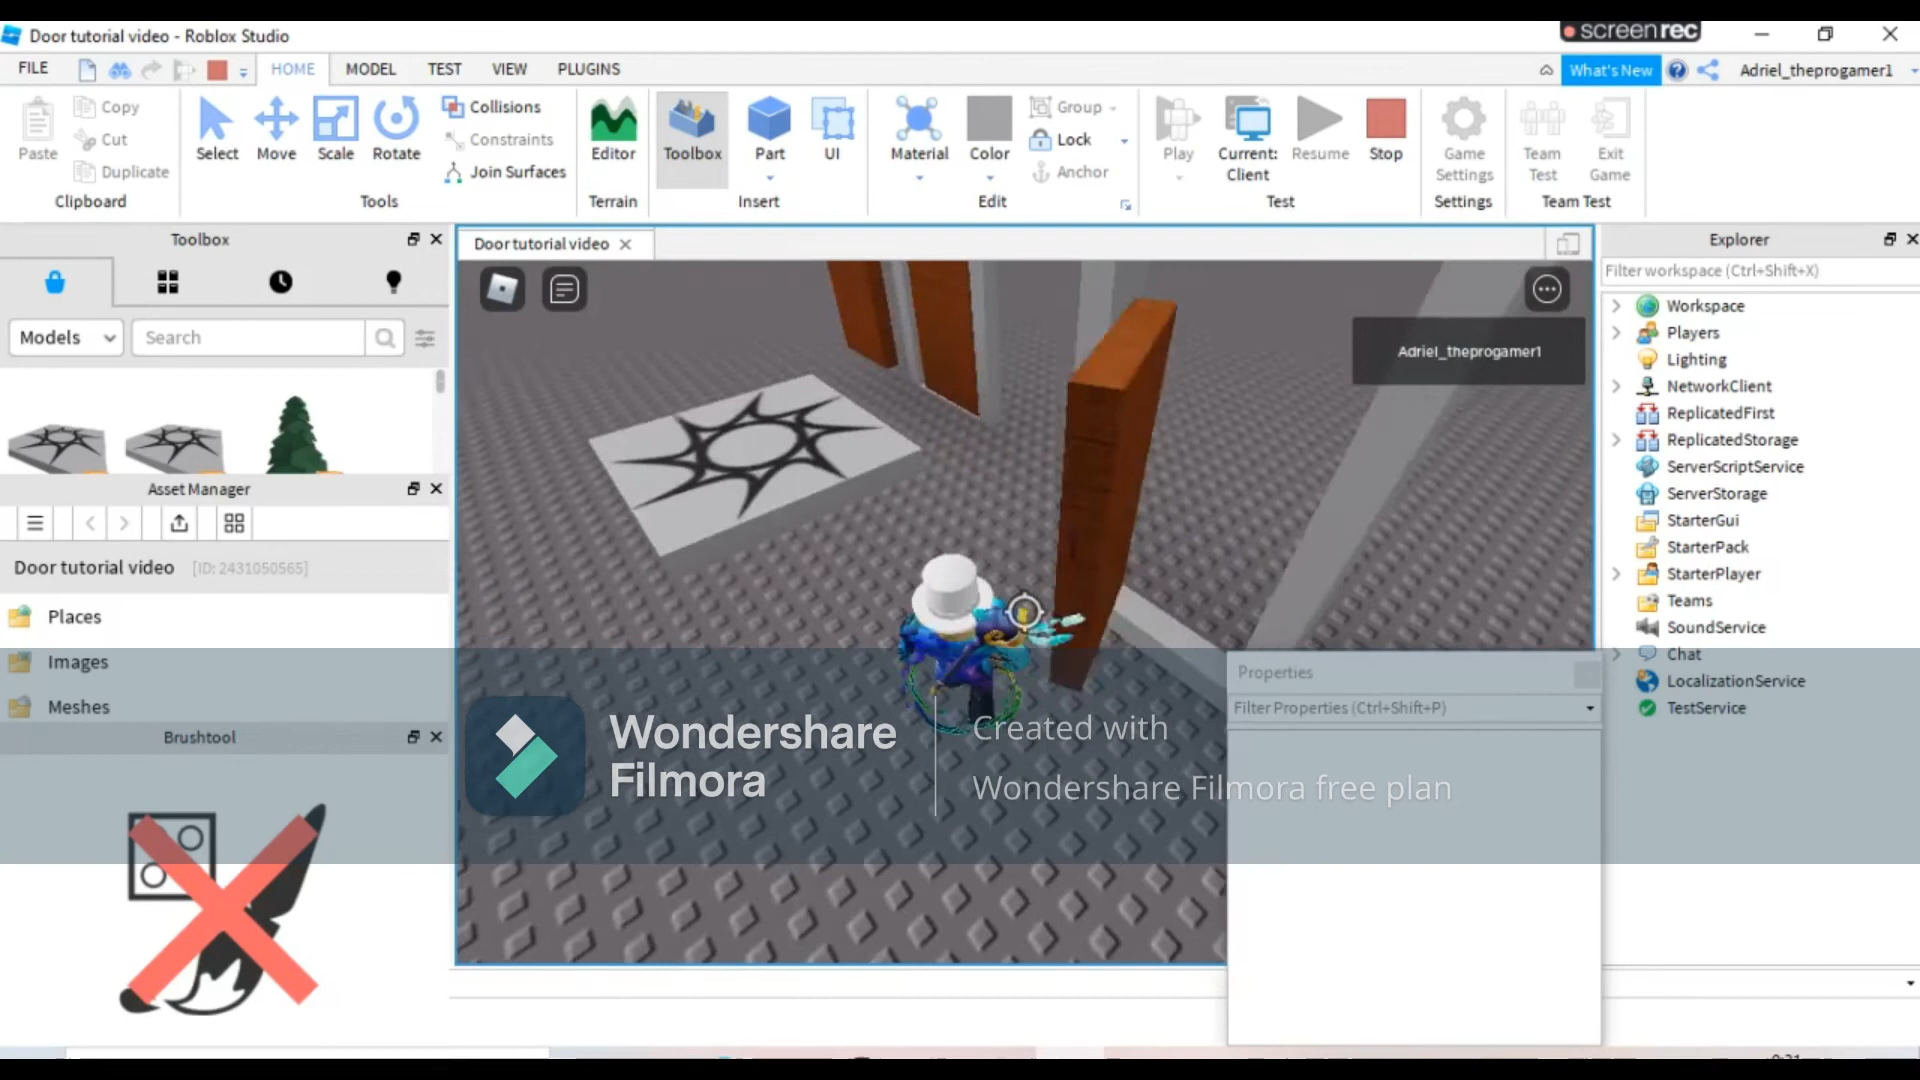 screenrec
Door tutorial video - Roblox Studio
FILE HOME MODEL TEST VIEW PLUGINS What's New Adriel_theprogamer1
Paste Copy Cut Duplicate
Clipboard
Select Move Scale Rotate Collisions Constraints Join Surfaces
Tools
Editor
Terrain
Toolbox Part UI
Insert
Material Color Group Lock Anchor
Edit
Play Current: Client Resume Stop
Test
Game Settings
Settings
Team Test Exit Game
Team Test
Toolbox
Models Search
Asset Manager
Door tutorial video [ID: 2431050565]
Places
Images
Meshes
Brushtool
Door tutorial video
Adriel_theprogamer1
Wondershare
Filmora
Created with
Wondershare Filmora free plan
Properties
Filter Properties (Ctrl+Shift+P)
Explorer
Filter workspace (Ctrl+Shift+X)
Workspace
Players
Lighting
NetworkClient
ReplicatedFirst
ReplicatedStorage
ServerScriptService
ServerStorage
StarterGui
StarterPack
StarterPlayer
Teams
SoundService
Chat
LocalizationService
TestService